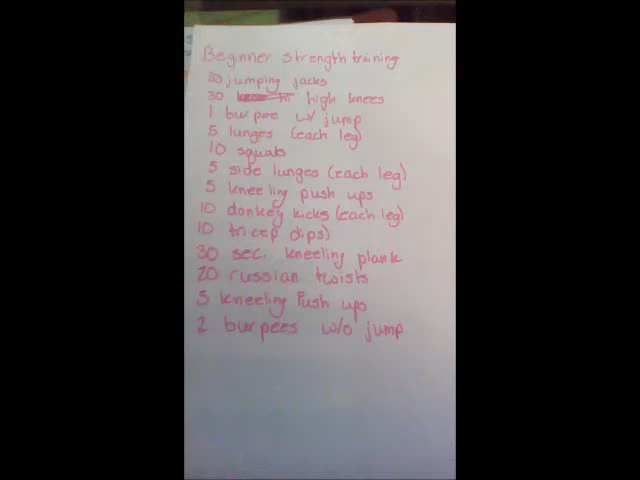 Beginner strength training
20 jumping jacks
30 high knees
1 burpee w/ jump
5 lunges (each leg)
10 squats
5 side lunges (each leg)
5 kneeling push ups
10 donkey kicks (each leg)
10 tricep dips)
30 sec. kneeling plank
20 russian twists
5 kneeling Push ups
2 burpees w/o jump